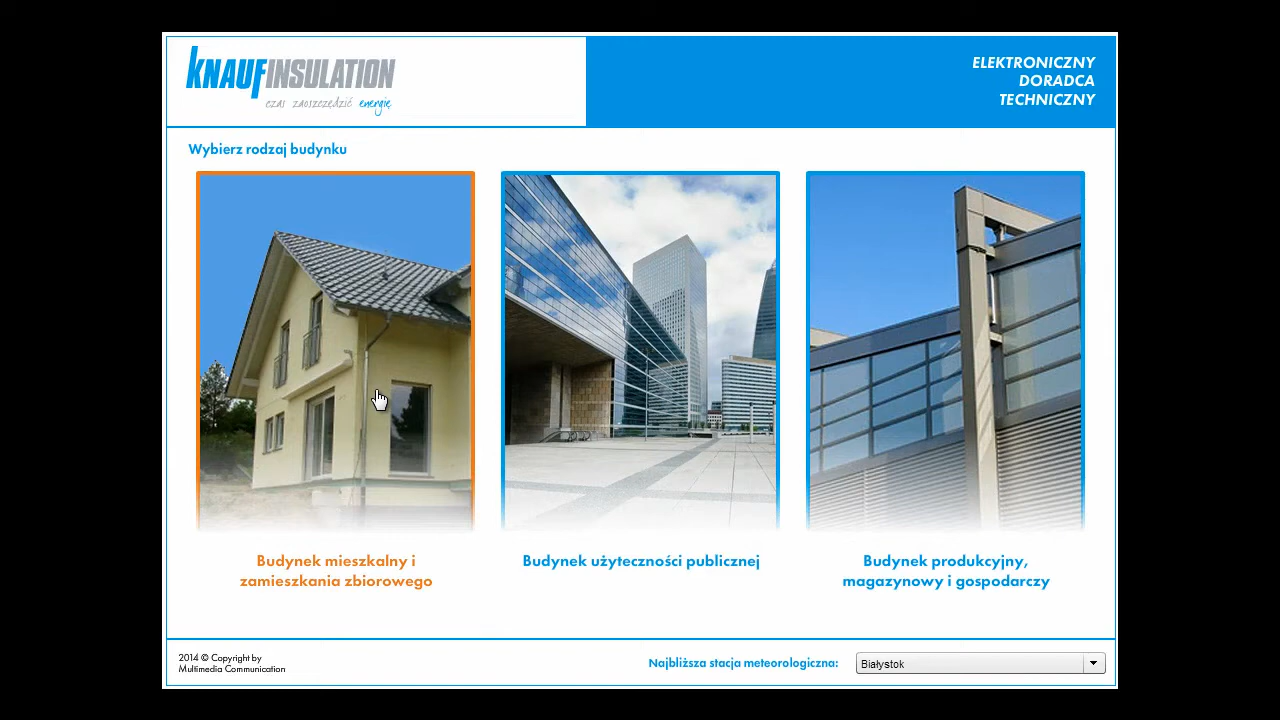 KNAUFINSULATION
czas zaoszczędzić energię
ELEKTRONICZNY
DORADCA
TECHNICZNY
Wybierz rodzaj budynku
Budynek mieszkalny i
zamieszkania zbiorowego
Budynek użyteczności publicznej
Budynek produkcyjny,
magazynowy i gospodarczy
2014 © Copyright by
Multimedia Communication
Najbliższa stacja meteorologiczna:
Białystok